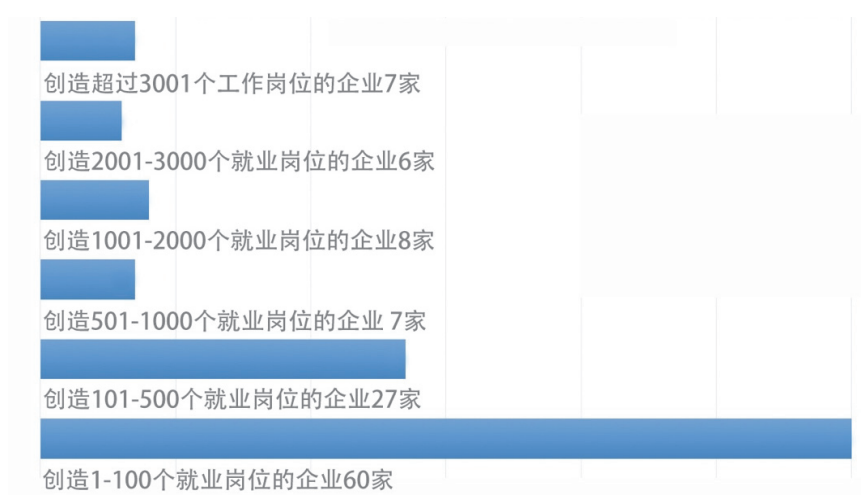 创造超过3001个工作岗位的企业7家
创造2001-3000个就业岗位的企业6家
创造1001-2000个就业岗位的企业8家
创造501-1000个就业岗位的企业 7家
创造101-500个就业岗位的企业27家
创造1-100个就业岗位的企业60家